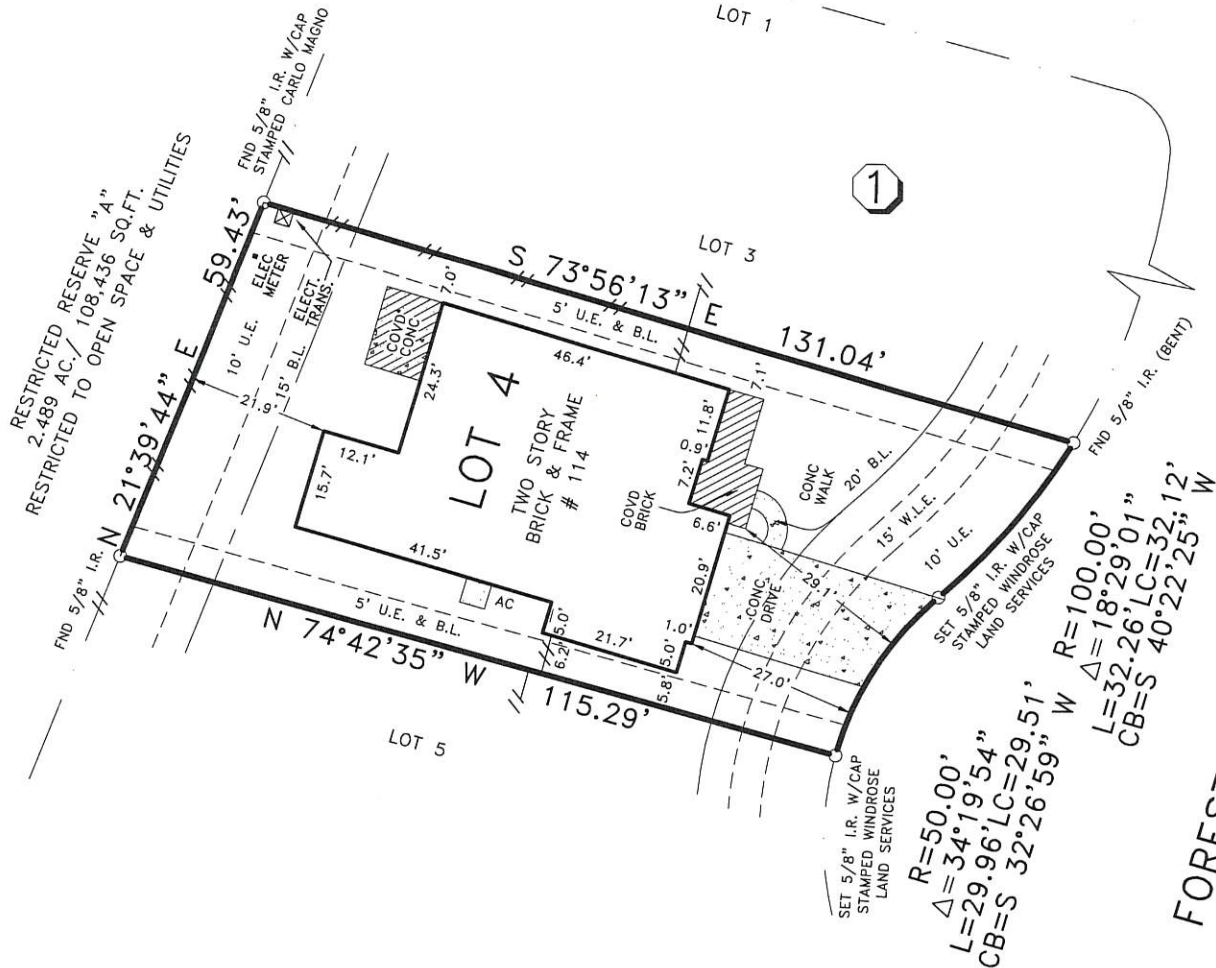 LOT 1
FND 5/8" I.R. W/CAP
STAMPED CARLO MAGNO
RESTRICTED RESERVE "A"
2.489 AC./ 108,436 SQ.FT.
RESTRICTED TO OPEN SPACE & UTILITIES
1
LOT 3
S 73°56'13" E
131.04'
5' U.E. & B.L.
N 21°39'44" E
59.43'
ELEC
METER
ELECT.
TRANS.
10' U.E.
15' B.L.
21.9'
COVD
CONC.
7.0'
24.3'
46.4'
12.1'
15.7'
LOT 4
TWO STORY
BRICK & FRAME
# 114
7.1'
11.8'
0.9'
7.2'
COVD
BRICK
6.6'
CONC
WALK
20' B.L.
15' W.L.E.
10' U.E.
FND 5/8" I.R. (BENT)
FND 5/8" I.R.
41.5'
AC
5' U.E. & B.L.
N 74°42'35" W
115.29'
5.0'
6.2'
21.7'
20.9'
1.0'
5.0'
5.8'
CONC
DRIVE
29.1'
27.0'
LOT 5
SET 5/8" I.R. W/CAP
STAMPED WINDROSE
LAND SERVICES
R=100.00'
△=18°29'01"
L=32.26'LC=32.12'
CB=S 40°22'25" W
SET 5/8" I.R. W/CAP
STAMPED WINDROSE
LAND SERVICES
R=50.00'
△=34°19'54"
L=29.96'LC=29.51'
CB=S 32°26'59" W
FOREST